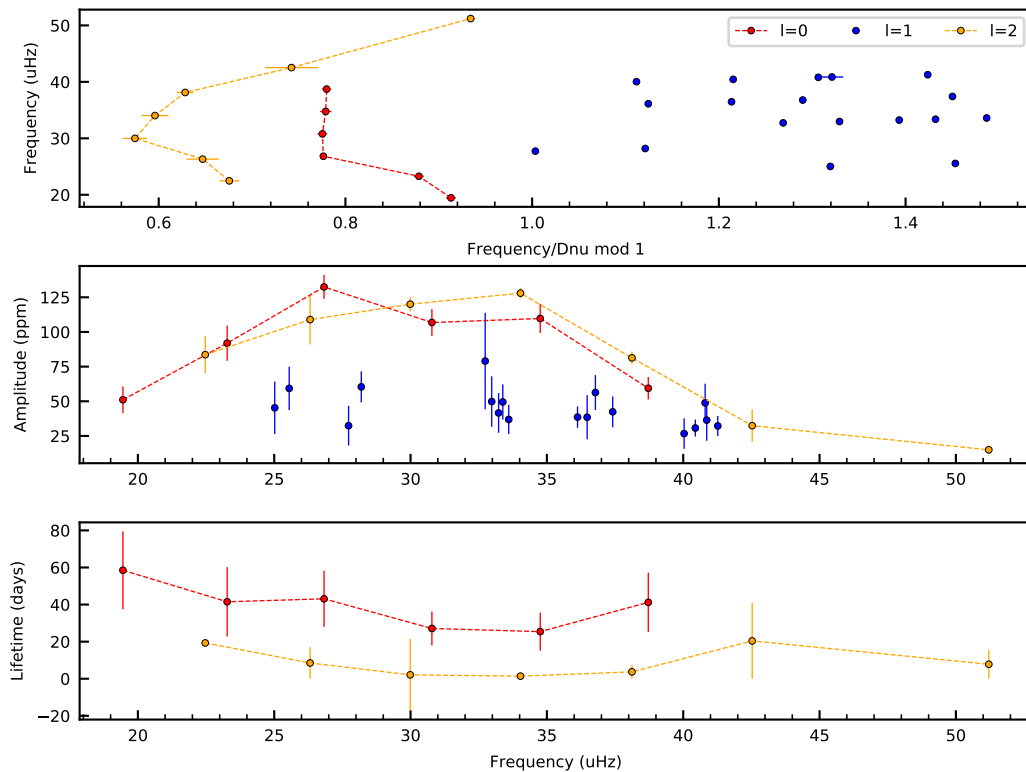 50
40
30
20
Frequency (uHz)
l=0 l=1 l=2
0.6 0.8 1.0 1.2 1.4
Frequency/Dnu mod 1
125
100
75
50
25
Amplitude (ppm)
20 25 30 35 40 45 50
80
60
40
20
0
−20
Lifetime (days)
20 25 30 35 40 45 50
Frequency (uHz)